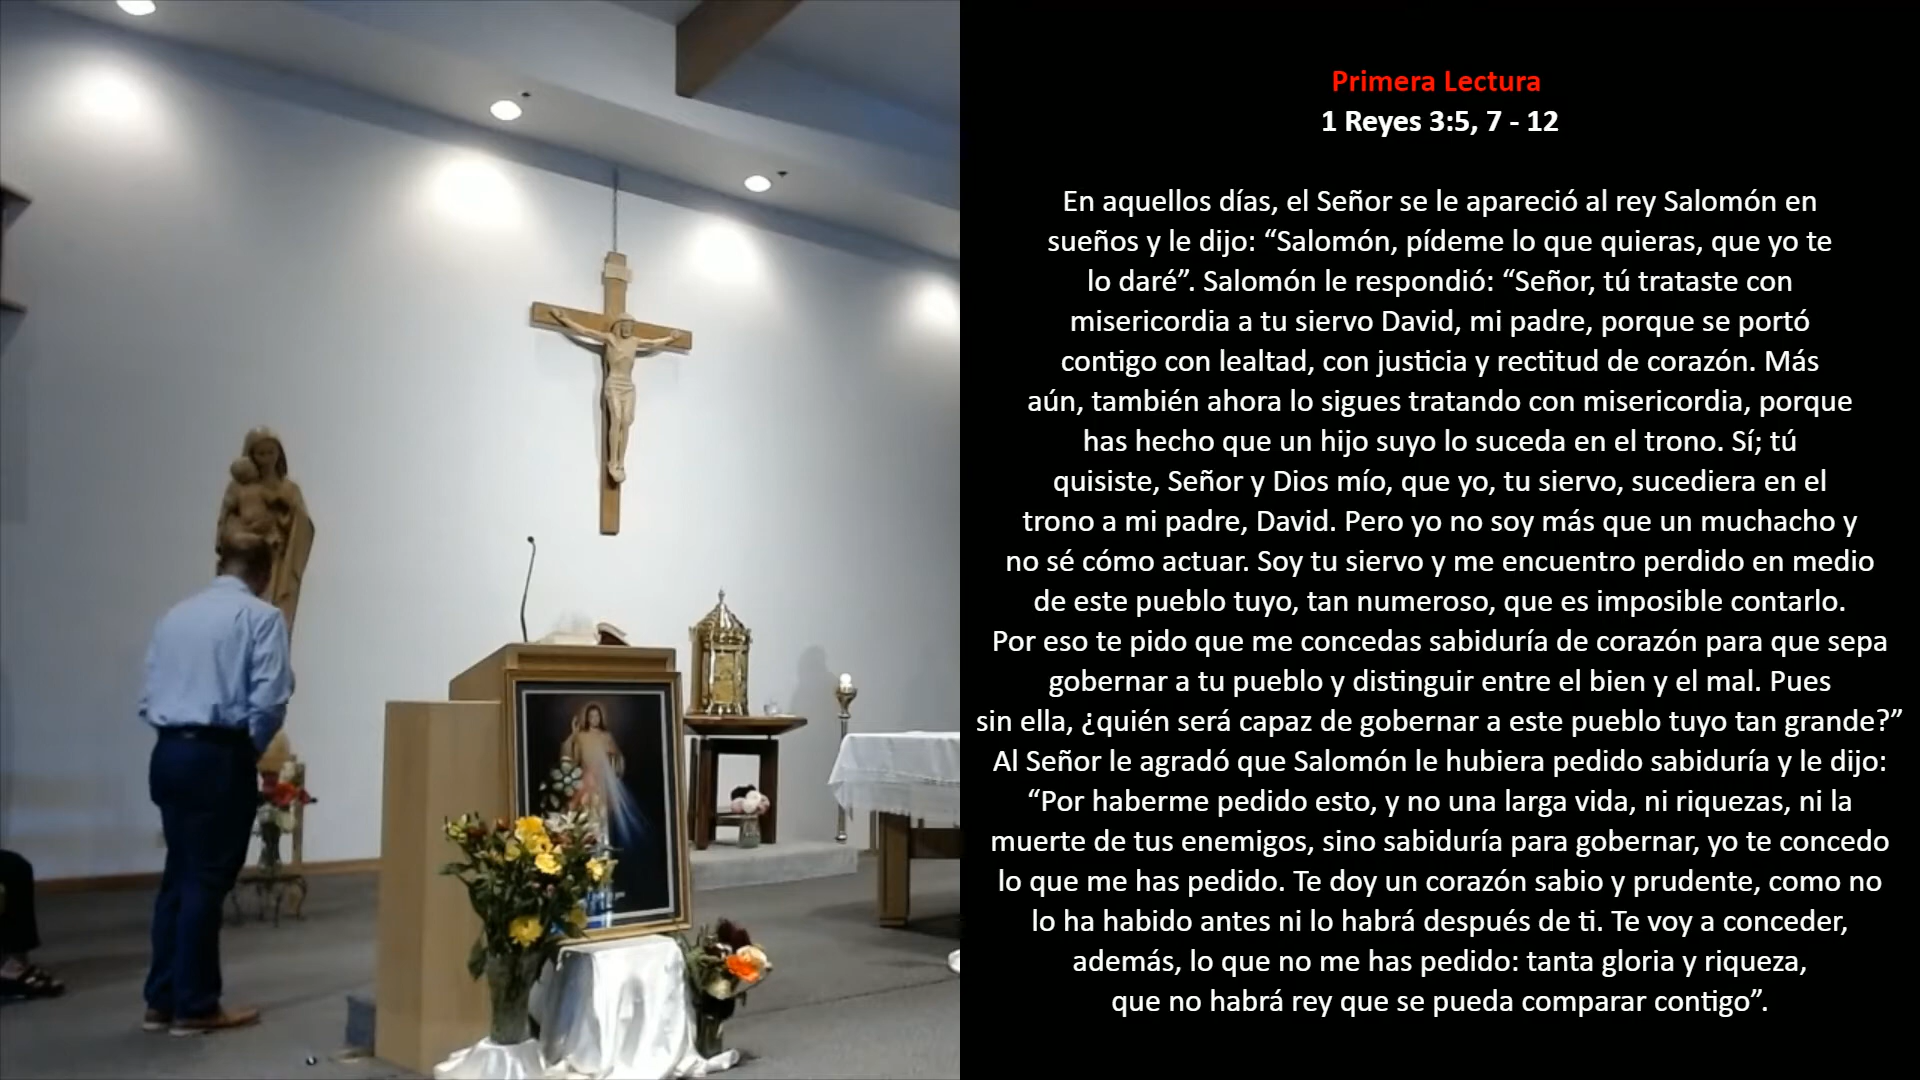 Primera Lectura
1 Reyes 3:5, 7 - 12
En aquellos días, el Señor se le apareció al rey Salomón en
sueños y le dijo: “Salomón, pídeme lo que quieras, que yo te
lo daré”. Salomón le respondió: “Señor, tú trataste con
misericordia a tu siervo David, mi padre, porque se portó
contigo con lealtad, con justicia y rectitud de corazón. Más
aún, también ahora lo sigues tratando con misericordia, porque
has hecho que un hijo suyo lo suceda en el trono. Sí; tú
quisiste, Señor y Dios mío, que yo, tu siervo, sucediera en el
trono a mi padre, David. Pero yo no soy más que un muchacho y
no sé cómo actuar. Soy tu siervo y me encuentro perdido en medio
de este pueblo tuyo, tan numeroso, que es imposible contarlo.
Por eso te pido que me concedas sabiduría de corazón para que sepa
gobernar a tu pueblo y distinguir entre el bien y el mal. Pues
sin ella, ¿quién será capaz de gobernar a este pueblo tuyo tan grande?”
Al Señor le agradó que Salomón le hubiera pedido sabiduría y le dijo:
“Por haberme pedido esto, y no una larga vida, ni riquezas, ni la
muerte de tus enemigos, sino sabiduría para gobernar, yo te concedo
lo que me has pedido. Te doy un corazón sabio y prudente, como no
lo ha habido antes ni lo habrá después de ti. Te voy a conceder,
además, lo que no me has pedido: tanta gloria y riqueza,
que no habrá rey que se pueda comparar contigo”.